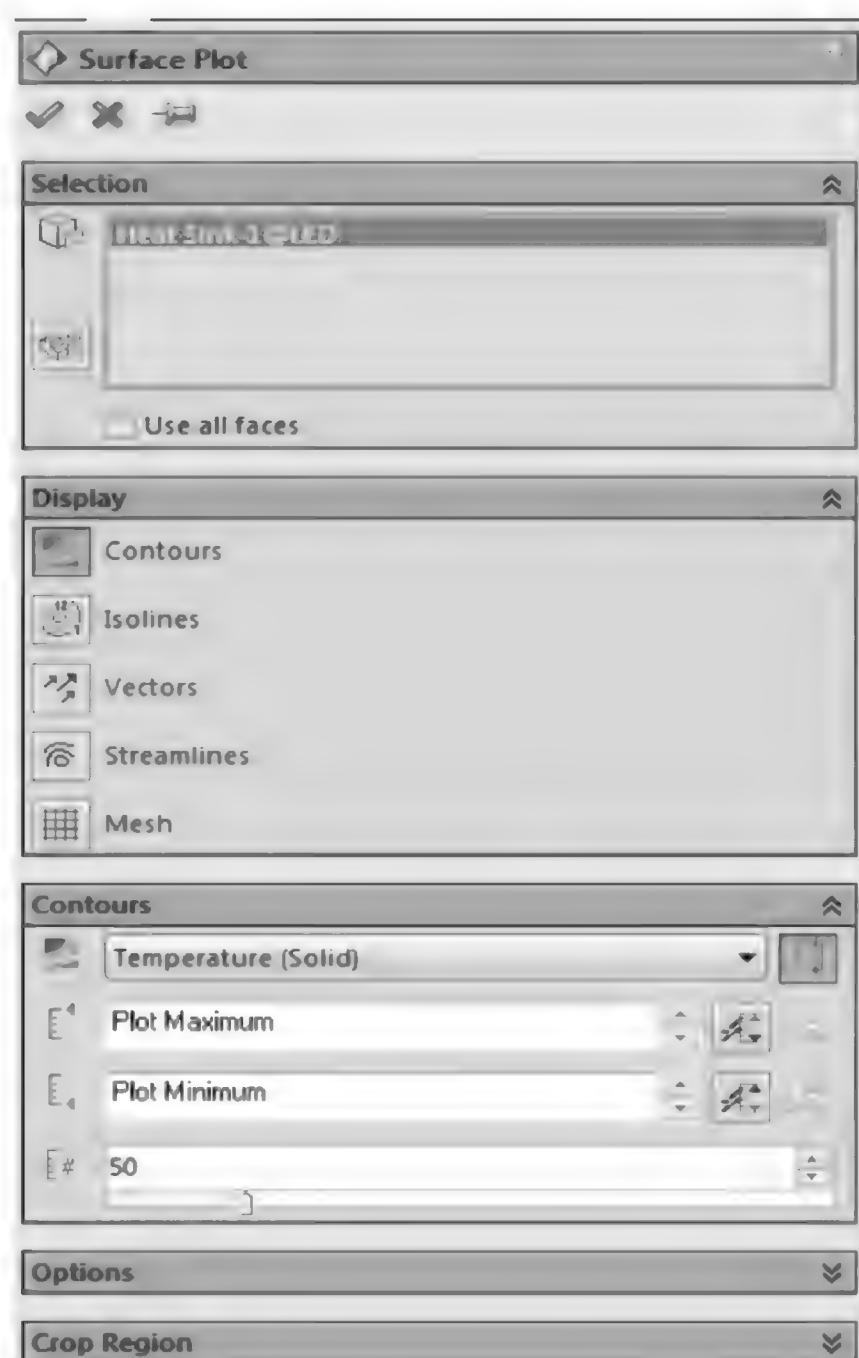 Surface Plot
Selection
Use all faces
Display
Contours
Isolines
Vectors
Streamlines
Mesh
Contours
Temperature (Solid)
Plot Maximum
Plot Minimum
50
Options
Crop Region